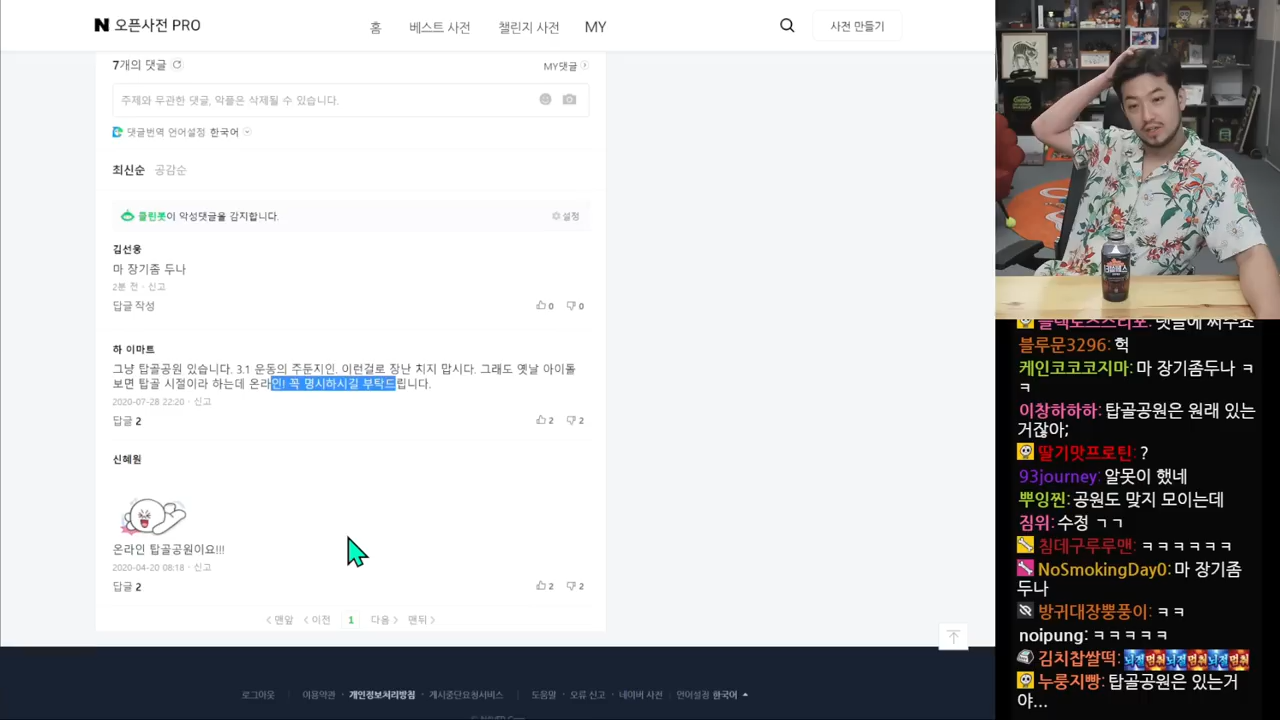 N 오픈사전 PRO
홈 베스트 사전 챌린지 사전 MY
사전 만들기
7개의 댓글
MY댓글
주제와 무관한 댓글, 악플은 삭제될 수 있습니다.
댓글번역 언어설정 한국어
최신순 공감순
클린봇이 악성댓글을 감지합니다.
설정
김선웅
마 장기좀 두나
2분 전 · 신고
답글 작성
0 0
하 이마트
그냥 탑골공원 있습니다. 3.1 운동의 주둔지인. 이런걸로 장난 치지 맙시다. 그래도 옛날 아이돌
보면 탑골 시절이라 하는데 온라인! 꼭 명시하시길 부탁드립니다.
2020-07-28 22:20 · 신고
답글 2
2 2
신혜원
온라인 탑골공원이요!!!
2020-04-20 08:18 · 신고
답글 2
2 2
맨앞 이전 1 다음 맨뒤
로그아웃 이용약관 · 개인정보처리방침 · 게시중단요청서비스 도움말 · 오류 신고 · 네이버 사전 언어설정 한국어
댓글에 써주쇼
블루문3296: 헉
케인코코코지마: 마 장기좀두나 ㅋ
ㅋ
이창하하하: 탑골공원은 원래 있는
거잖아;
딸기맛프로틴: ?
93journey: 알못이 했네
뿌잉찐: 공원도 맞지 모이는데
짐위: 수정 ㄱㄱ
침데구루루맨: ㅋㅋㅋㅋㅋㅋ
NoSmokingDay0: 마 장기좀
두나
방귀대장뿡풍이: ㅋㅋ
noipung: ㅋㅋㅋㅋㅋ
김치찹쌀떡: 뇌절멈춰뇌절멈춰뇌절멈춰
누룽지빵: 탑골공원은 있는거
야...